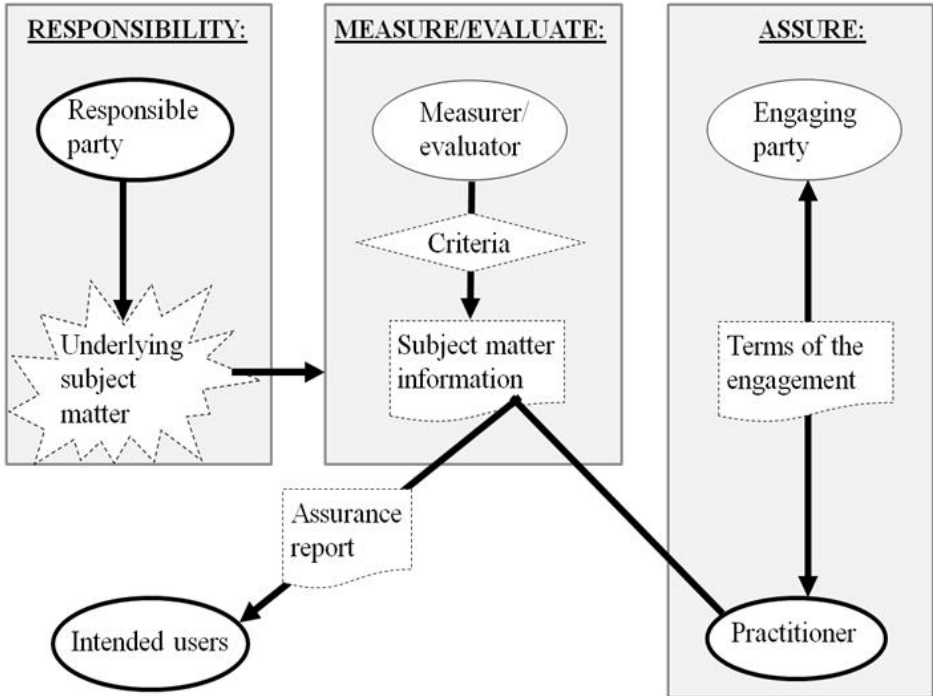 RESPONSIBILITY:
Responsible
party
Underlying
subject
matter
MEASURE/EVALUATE:
Measurer/
evaluator
Criteria
Subject matter
information
ASSURE:
Engaging
party
Terms of the
engagement
Practitioner
Assurance
report
Intended users